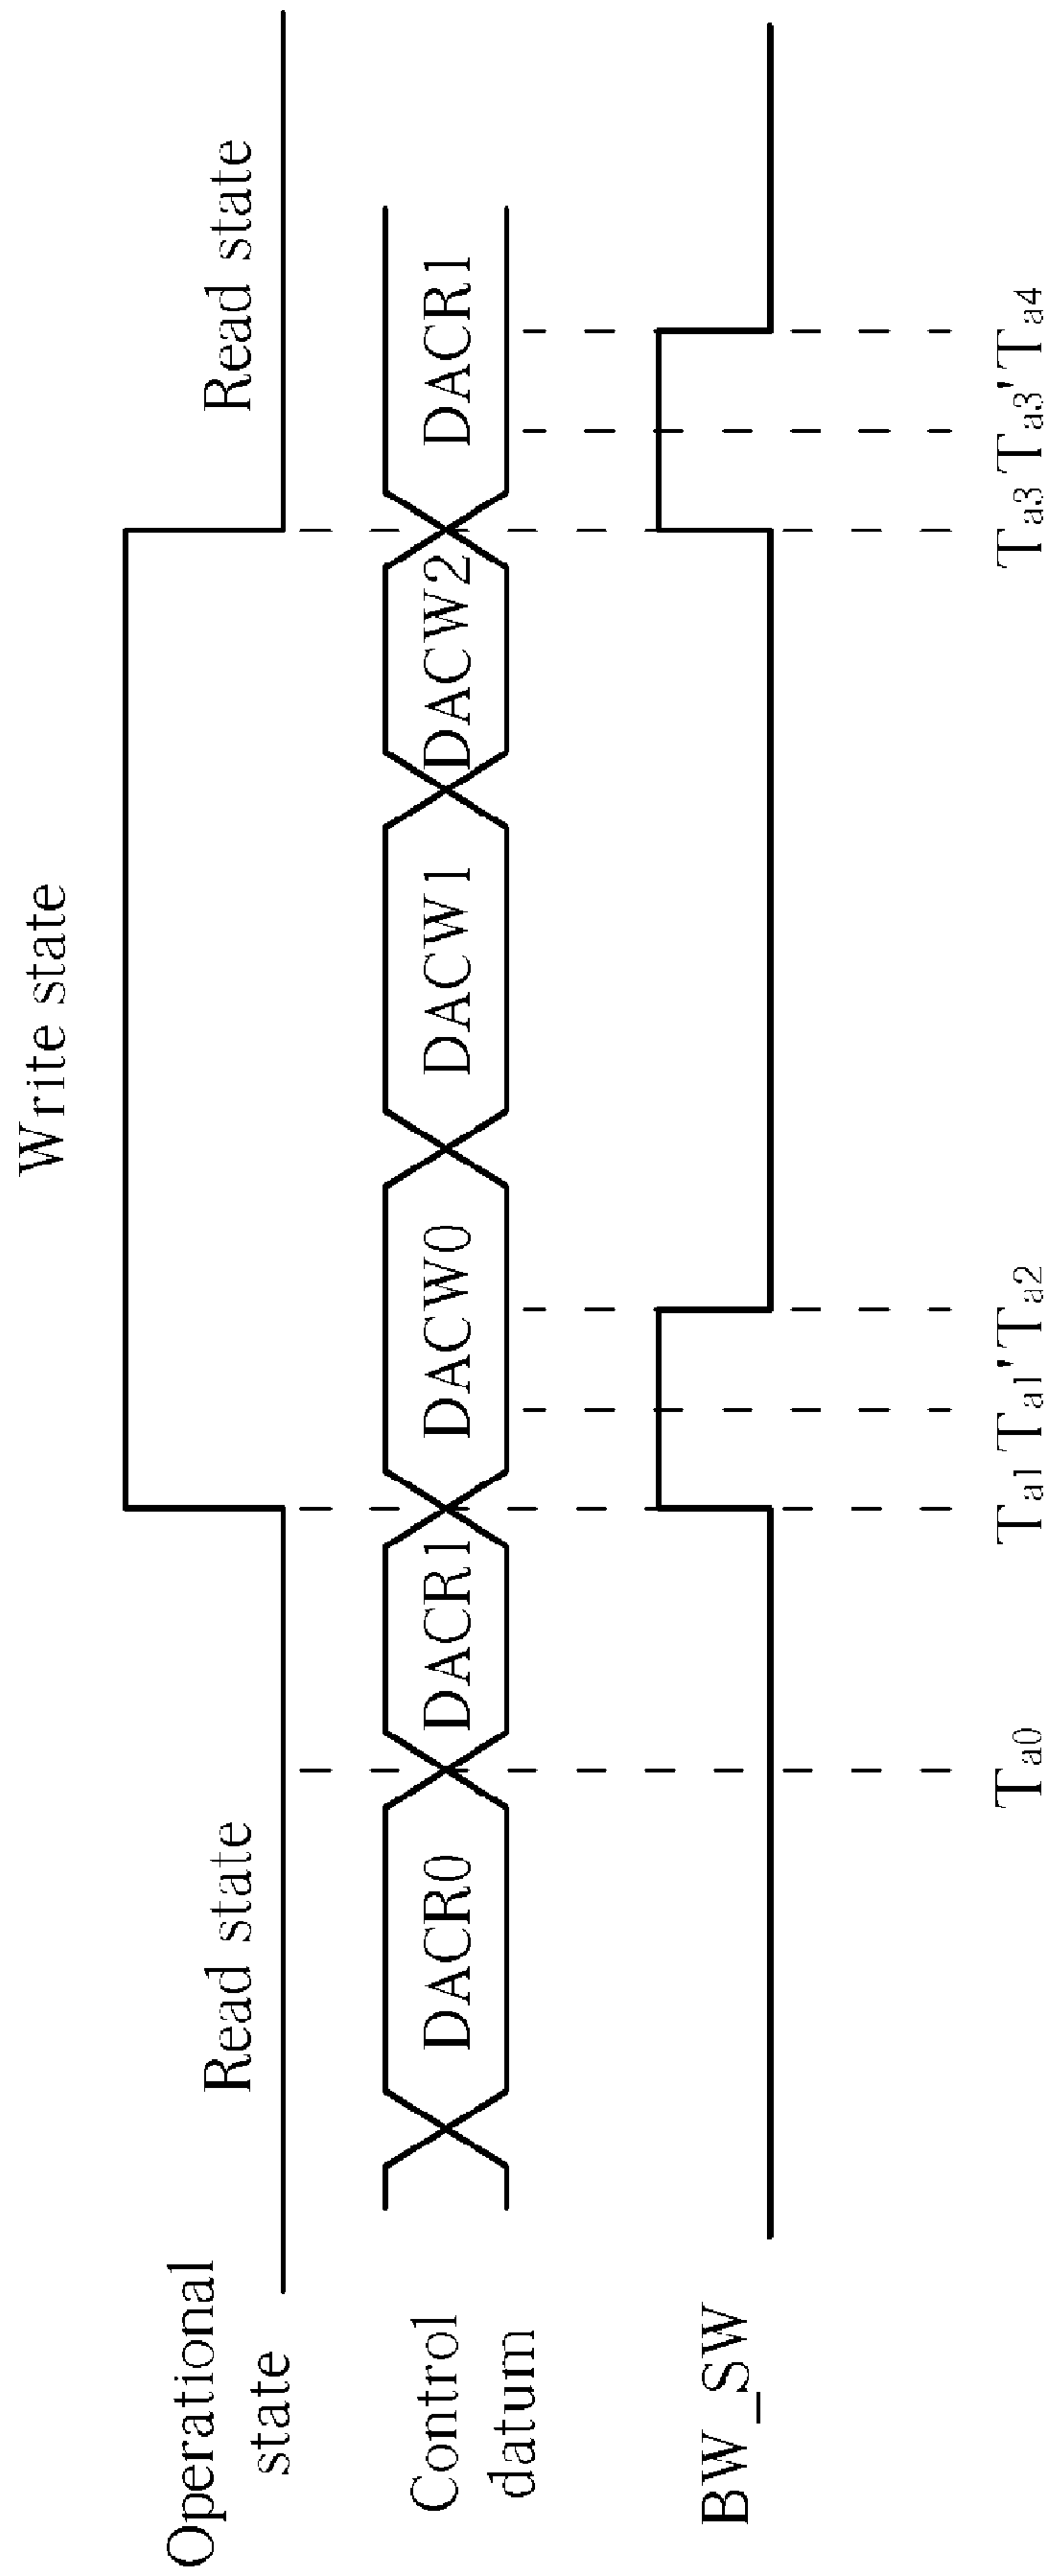 Write state
Read state
Read state
Operational
state
Control
datum
DACR0
DACR1
DACW0
DACW1
DACW2
DACR1
BW_SW
Ta0
Ta1
Ta1'
Ta2
Ta3
Ta3'
Ta4